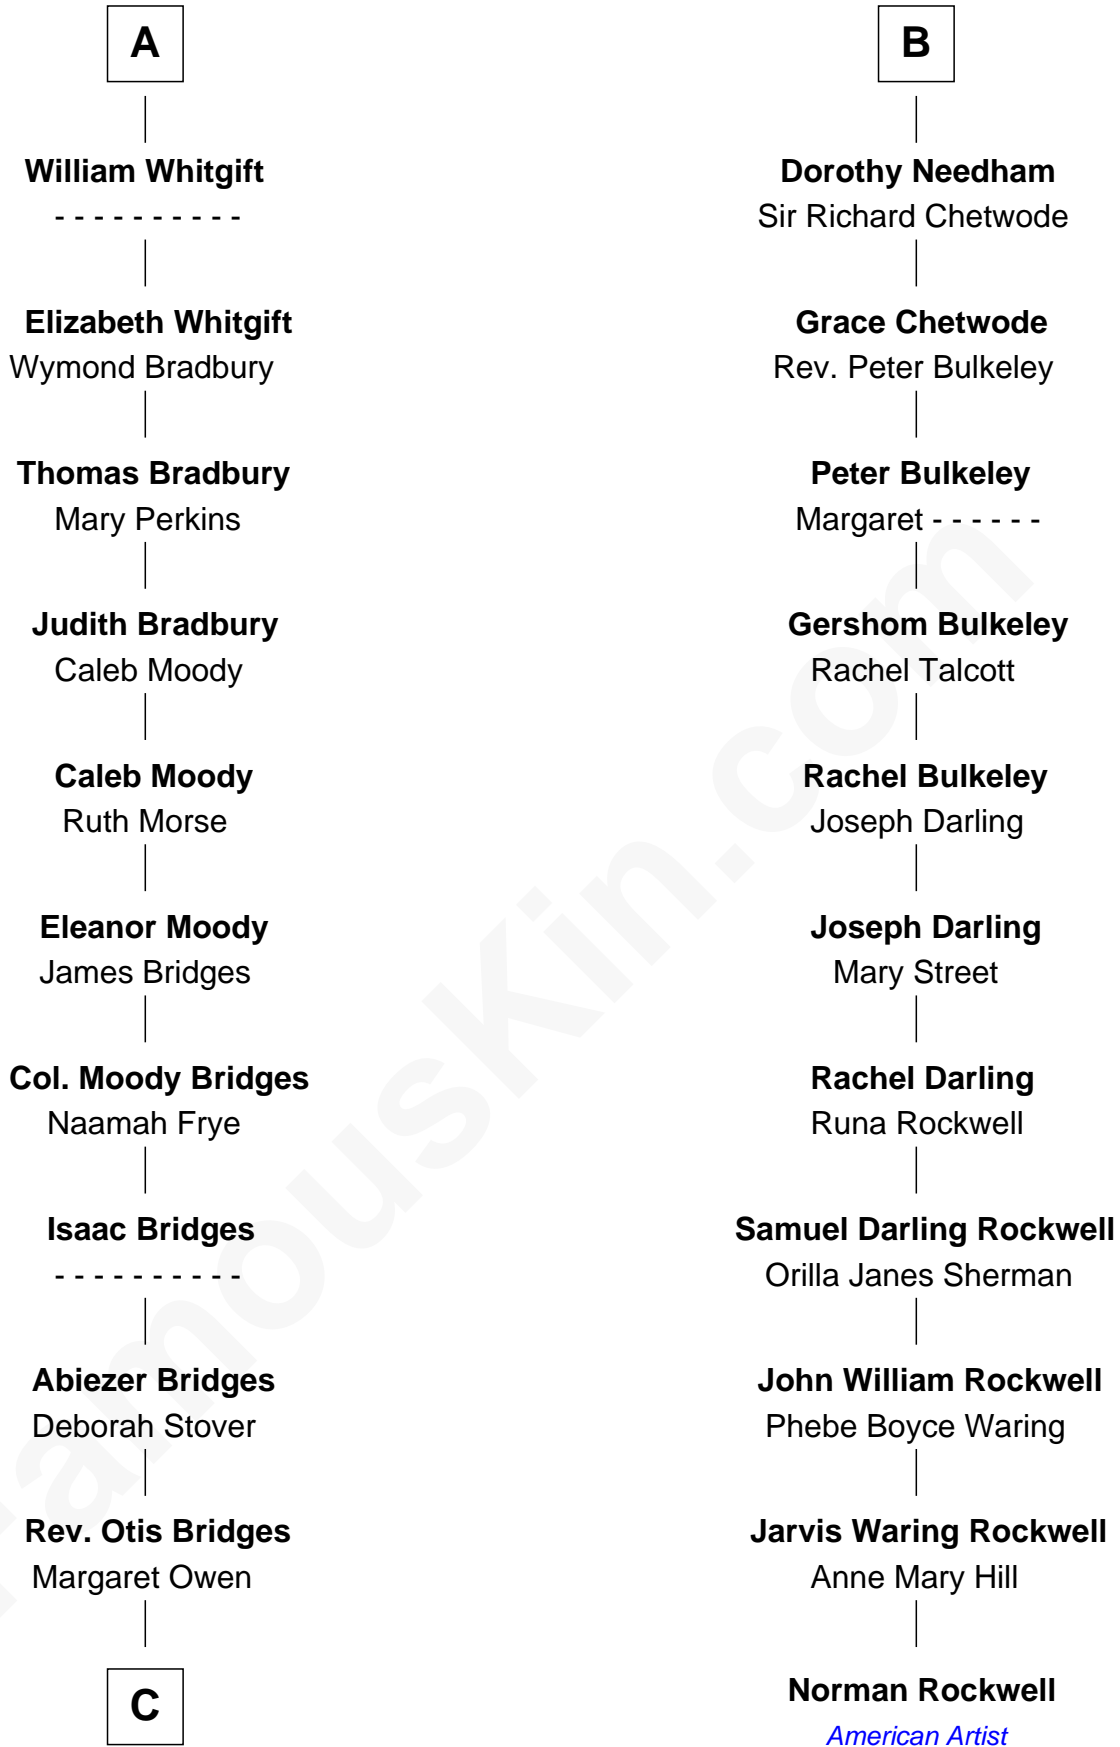 A
William Whitgift
- - - - - - - - - -
Elizabeth Whitgift
Wymond Bradbury
Thomas Bradbury
Mary Perkins
Judith Bradbury
Caleb Moody
Caleb Moody
Ruth Morse
Eleanor Moody
James Bridges
Col. Moody Bridges
Naamah Frye
Isaac Bridges
- - - - - - - - - -
Abiezer Bridges
Deborah Stover
Rev. Otis Bridges
Margaret Owen
C
B
Dorothy Needham
Sir Richard Chetwode
Grace Chetwode
Rev. Peter Bulkeley
Peter Bulkeley
Margaret - - - - - -
Gershom Bulkeley
Rachel Talcott
Rachel Bulkeley
Joseph Darling
Joseph Darling
Mary Street
Rachel Darling
Runa Rockwell
Samuel Darling Rockwell
Orilla Janes Sherman
John William Rockwell
Phebe Boyce Waring
Jarvis Waring Rockwell
Anne Mary Hill
Norman Rockwell
American Artist
FamousKin.com